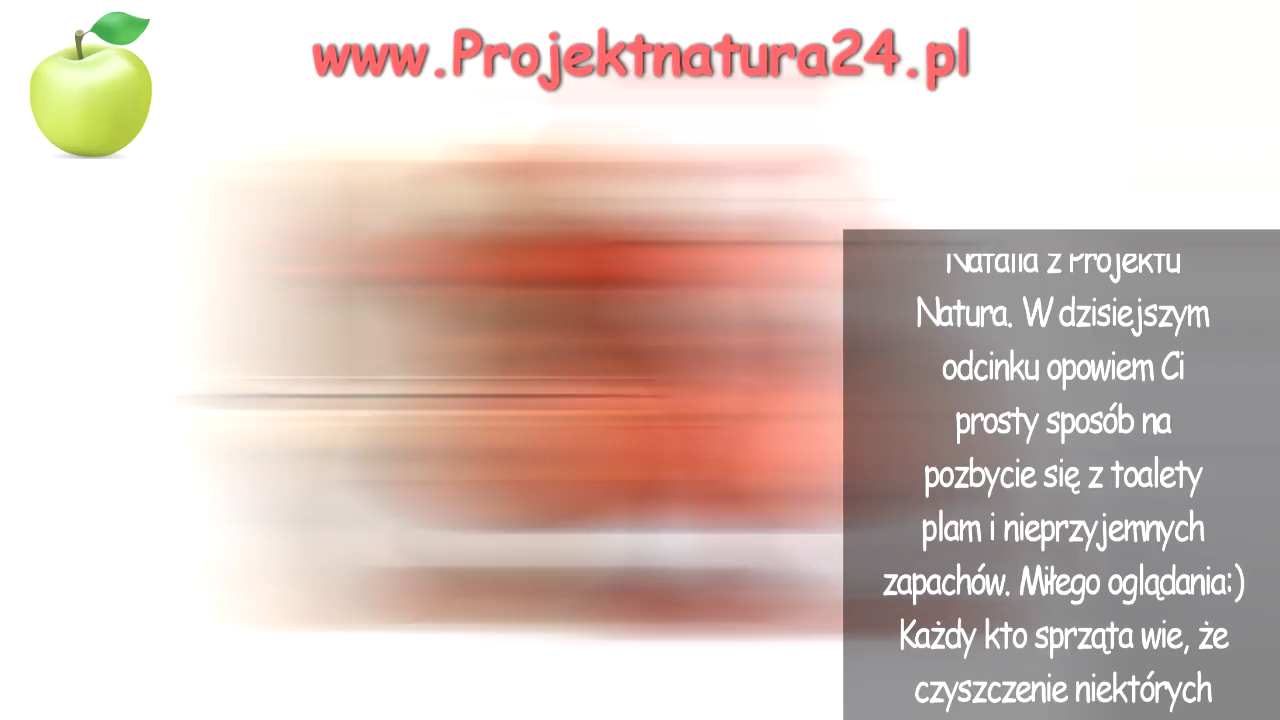 www.Projektnatura24.pl
Natalia z Projektu
Natura. W dzisiejszym
odcinku opowiem Ci
prosty sposób na
pozbycie się z toalety
plam i nieprzyjemnych
zapachów. Miłego oglądania:)
Każdy kto sprząta wie, że
czyszczenie niektórych